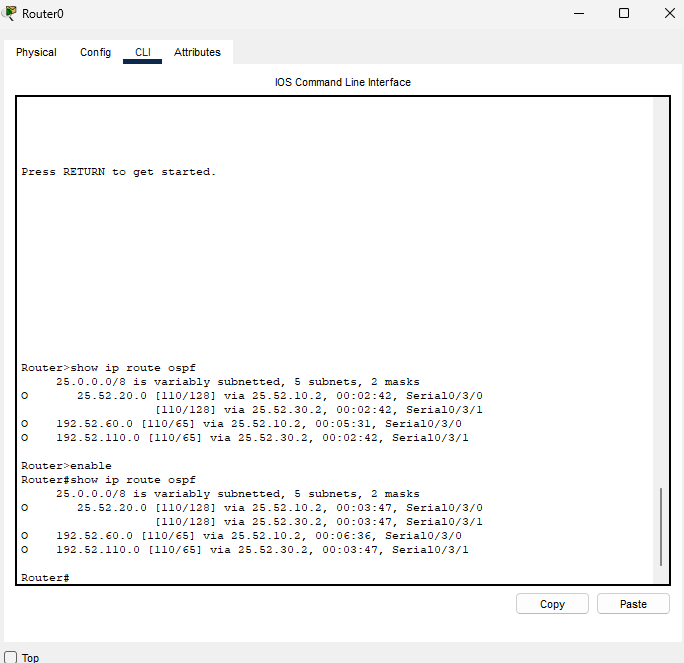 Router0
Physical Config CLI Attributes
IOS Command Line Interface
Press RETURN to get started.
Router>show ip route ospf
25.0.0.0/8 is variably subnetted, 5 subnets, 2 masks
O 25.52.20.0 [110/128] via 25.52.10.2, 00:02:42, Serial0/3/0
[110/128] via 25.52.30.2, 00:02:42, Serial0/3/1
O 192.52.60.0 [110/65] via 25.52.10.2, 00:05:31, Serial0/3/0
O 192.52.110.0 [110/65] via 25.52.30.2, 00:02:42, Serial0/3/1
Router>enable
Router#show ip route ospf
25.0.0.0/8 is variably subnetted, 5 subnets, 2 masks
O 25.52.20.0 [110/128] via 25.52.10.2, 00:03:47, Serial0/3/0
[110/128] via 25.52.30.2, 00:03:47, Serial0/3/1
O 192.52.60.0 [110/65] via 25.52.10.2, 00:06:36, Serial0/3/0
O 192.52.110.0 [110/65] via 25.52.30.2, 00:03:47, Serial0/3/1
Router#
Copy Paste
Top